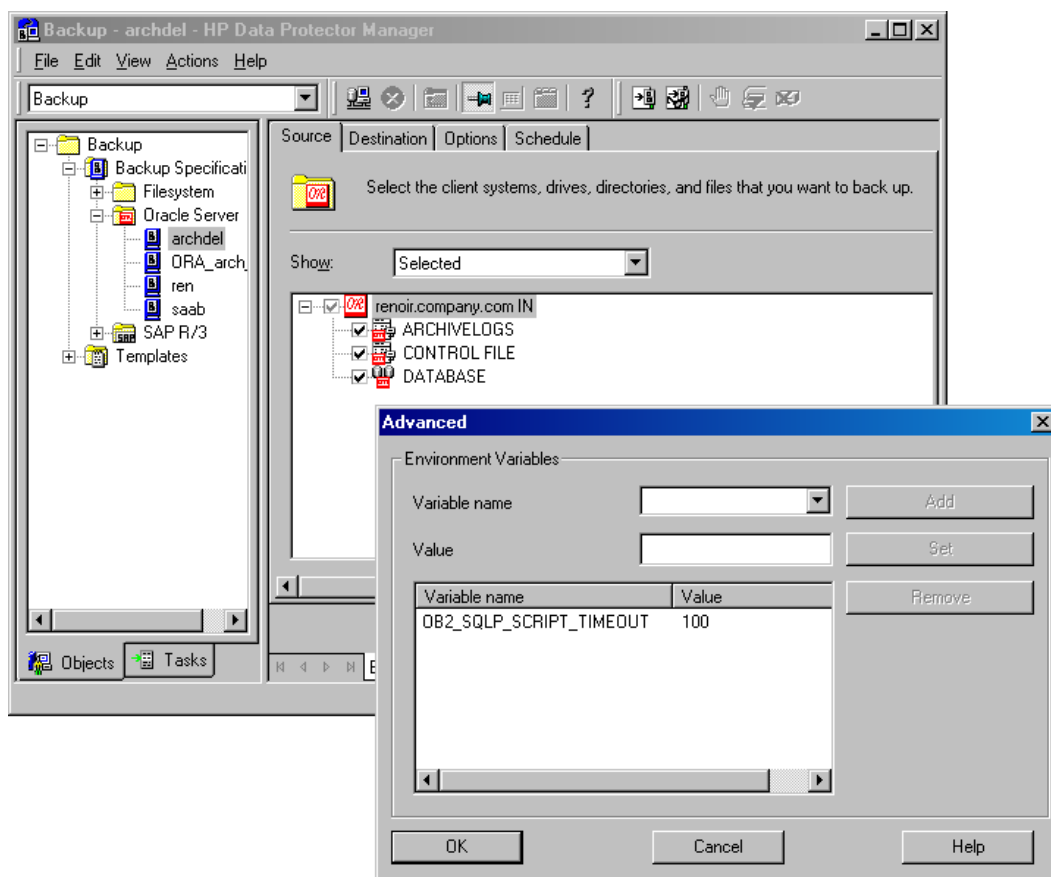 Backup - archdel - HP Data Protector Manager
File Edit View Actions Help
Backup
Backup
Backup Specificati
Filesystem
Oracle Server
archdel
ORA_arch_
ren
saab
SAP R/3
Templates
Objects
Tasks
Source Destination Options Schedule
Select the client systems, drives, directories, and files that you want to back up.
Show: Selected
renoir.company.com IN
ARCHIVELOGS
CONTROL FILE
DATABASE
Advanced
Environment Variables
Variable name
Add
Value
Set
Variable name Value
Remove
OB2_SQLP_SCRIPT_TIMEOUT 100
OK Cancel Help